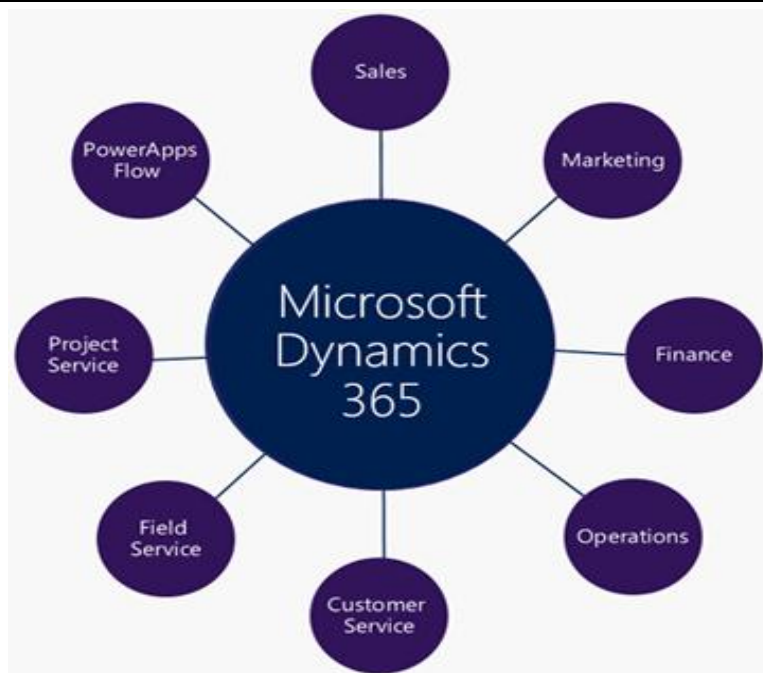 Sales
PowerApps
Flow
Marketing
Microsoft
Dynamics
365
Project
Service
Finance
Field
Service
Operations
Customer
Service